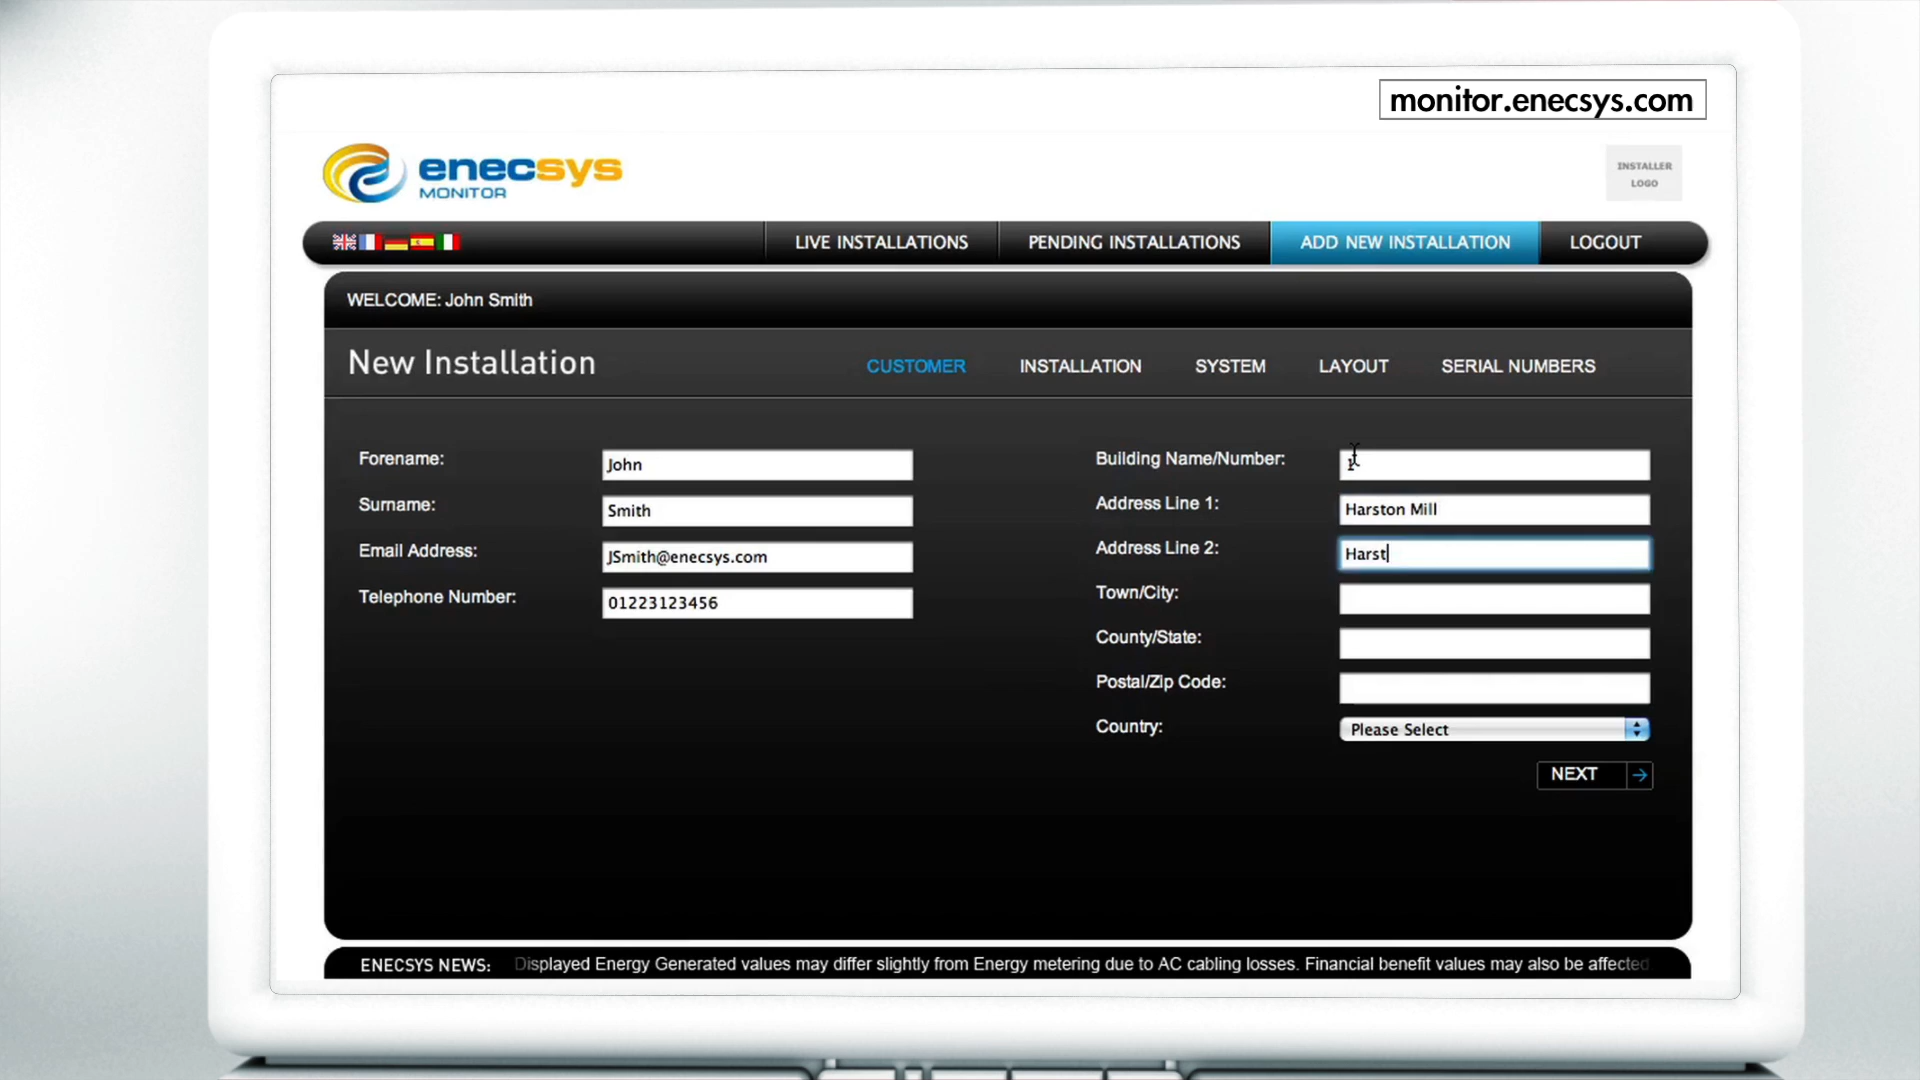 monitor.enecsys.com
enecsys
MONITOR
INSTALLER
LOGO
LIVE INSTALLATIONS
PENDING INSTALLATIONS
ADD NEW INSTALLATION
LOGOUT
WELCOME: John Smith
New Installation
CUSTOMER
INSTALLATION
SYSTEM
LAYOUT
SERIAL NUMBERS
Forename: John
Surname: Smith
Email Address: JSmith@enecsys.com
Telephone Number: 01223123456
Building Name/Number:
Address Line 1: Harston Mill
Address Line 2: Harst
Town/City:
County/State:
Postal/Zip Code:
Country: Please Select
NEXT
ENECSYS NEWS: Displayed Energy Generated values may differ slightly from Energy metering due to AC cabling losses. Financial benefit values may also be affected